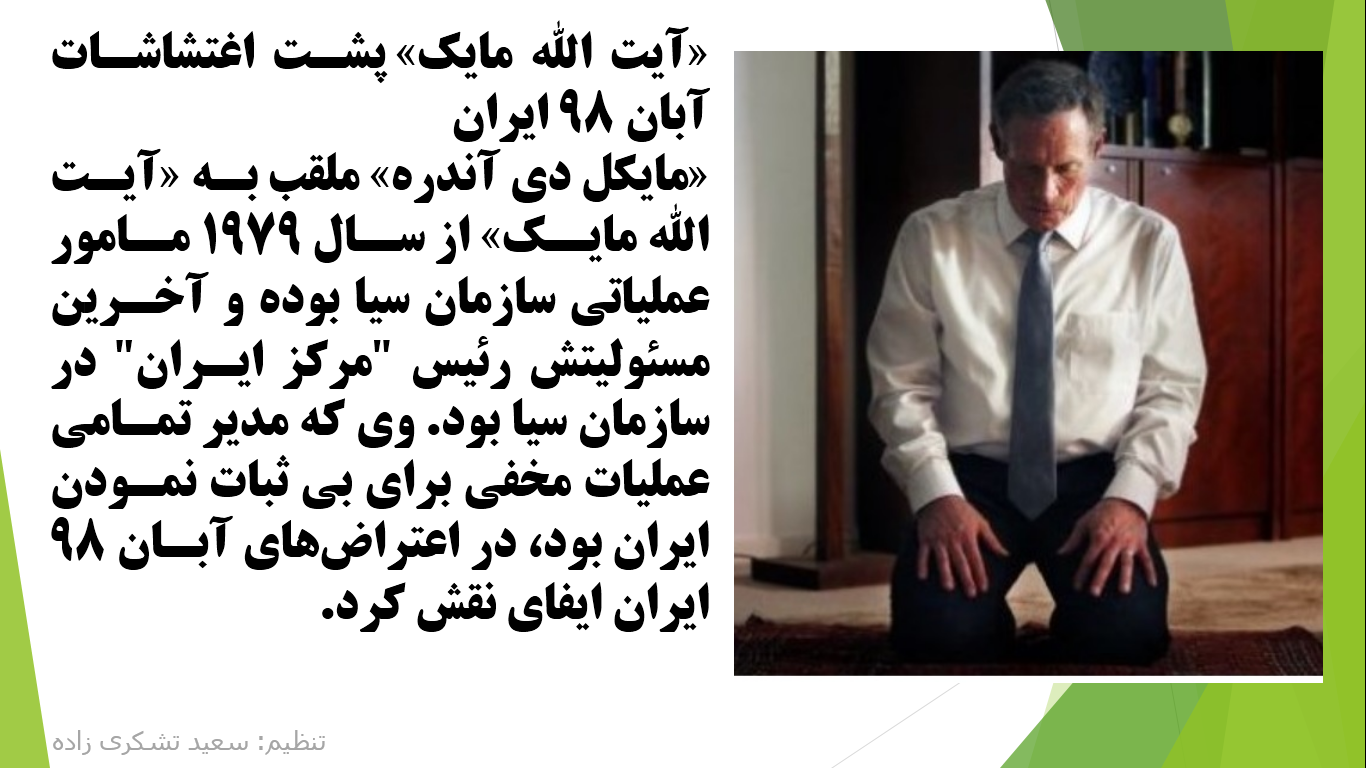 «آیت الله مایک» پشت اغتشاشات
آبان ۹۸ ایران
«مایکل دی آندره» ملقب به «آیت
الله مایک» از سال ۱۹۷۹ مامور
عملیاتی سازمان سیا بوده و آخرین
مسئولیتش رئیس "مرکز ایران" در
سازمان سیا بود. وی که مدیر تمامی
عملیات مخفی برای بی ثبات نمودن
ایران بود، در اعتراض‌های آبان ۹۸
ایران ایفای نقش کرد.
تنظیم: سعید تشکری زاده